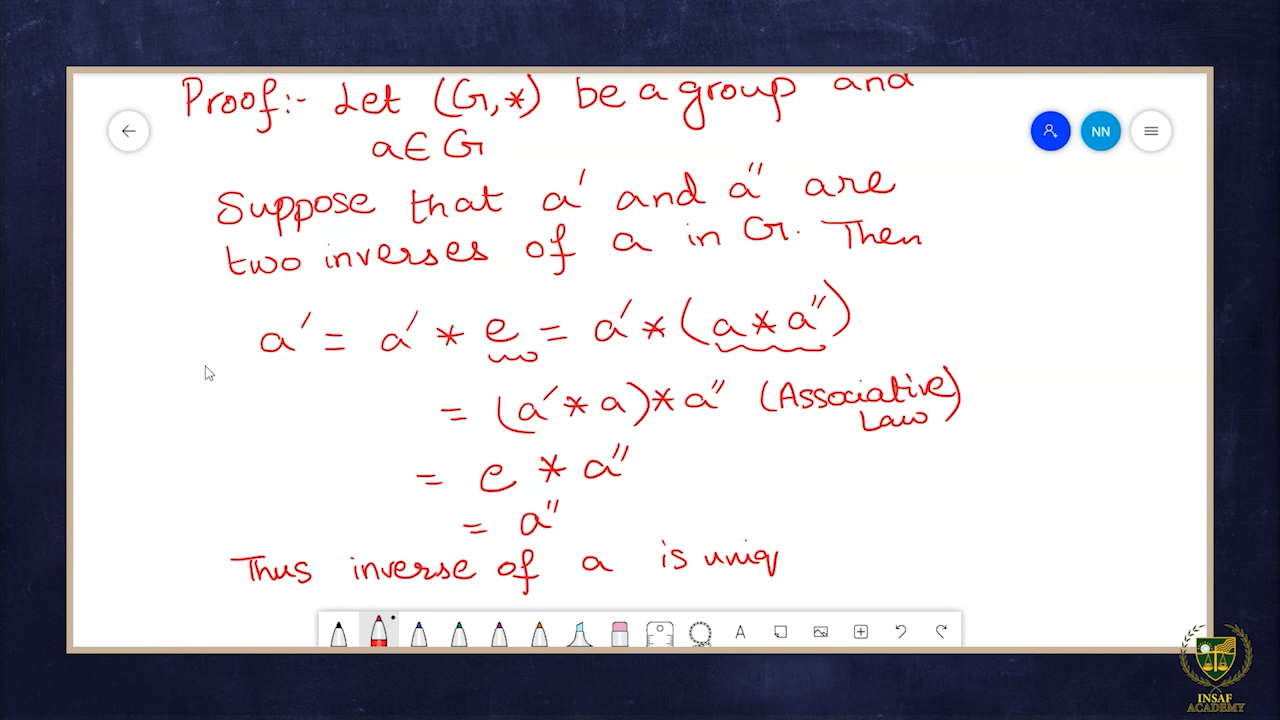 Proof:- Let (G,*) be a group and
a∈G
Suppose that a′ and a″ are
two inverses of a in G. Then
a′ = a′ * e = a′ * (a * a″)
= (a′ * a) * a″ (Associative
Law)
= e * a″
= a″
Thus inverse of a is uniq
NN
A
INSAF
ACADEMY